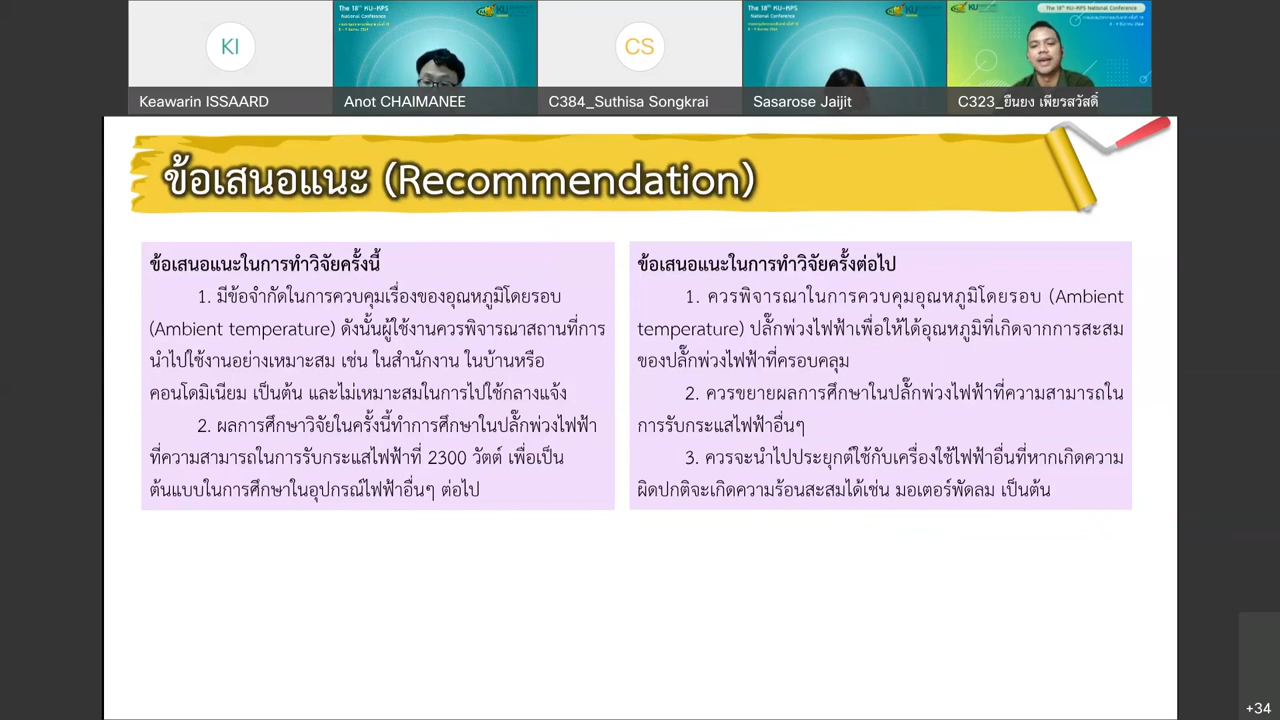 KI
Keawarin ISSAARD
The 18th KU-KPS
National Conference
Anot CHAIMANEE
CS
C384_Suthisa Songkrai
The 18th KU-KPS
National Conference
Sasarose Jaijit
The 18th KU-KPS National Conference
C323_ยืนยง เพียรสวัสดิ์
ข้อเสนอแนะ (Recommendation)
ข้อเสนอแนะในการทำวิจัยครั้งนี้
1. มีข้อจำกัดในการควบคุมเรื่องของอุณหภูมิโดยรอบ
(Ambient temperature) ดังนั้นผู้ใช้งานควรพิจารณาสถานที่การ
นำไปใช้งานอย่างเหมาะสม เช่น ในสำนักงาน ในบ้านหรือ
คอนโดมิเนียม เป็นต้น และไม่เหมาะสมในการไปใช้กลางแจ้ง
2. ผลการศึกษาวิจัยในครั้งนี้ทำการศึกษาในปลั๊กพ่วงไฟฟ้า
ที่ความสามารถในการรับกระแสไฟฟ้าที่ 2300 วัตต์ เพื่อเป็น
ต้นแบบในการศึกษาในอุปกรณ์ไฟฟ้าอื่นๆ ต่อไป
ข้อเสนอแนะในการทำวิจัยครั้งต่อไป
1. ควรพิจารณาในการควบคุมอุณหภูมิโดยรอบ (Ambient
temperature) ปลั๊กพ่วงไฟฟ้าเพื่อให้ได้อุณหภูมิที่เกิดจากการสะสม
ของปลั๊กพ่วงไฟฟ้าที่ครอบคลุม
2. ควรขยายผลการศึกษาในปลั๊กพ่วงไฟฟ้าที่ความสามารถใน
การรับกระแสไฟฟ้าอื่นๆ
3. ควรจะนำไปประยุกต์ใช้กับเครื่องใช้ไฟฟ้าอื่นที่หากเกิดความ
ผิดปกติจะเกิดความร้อนสะสมได้เช่น มอเตอร์พัดลม เป็นต้น
+34